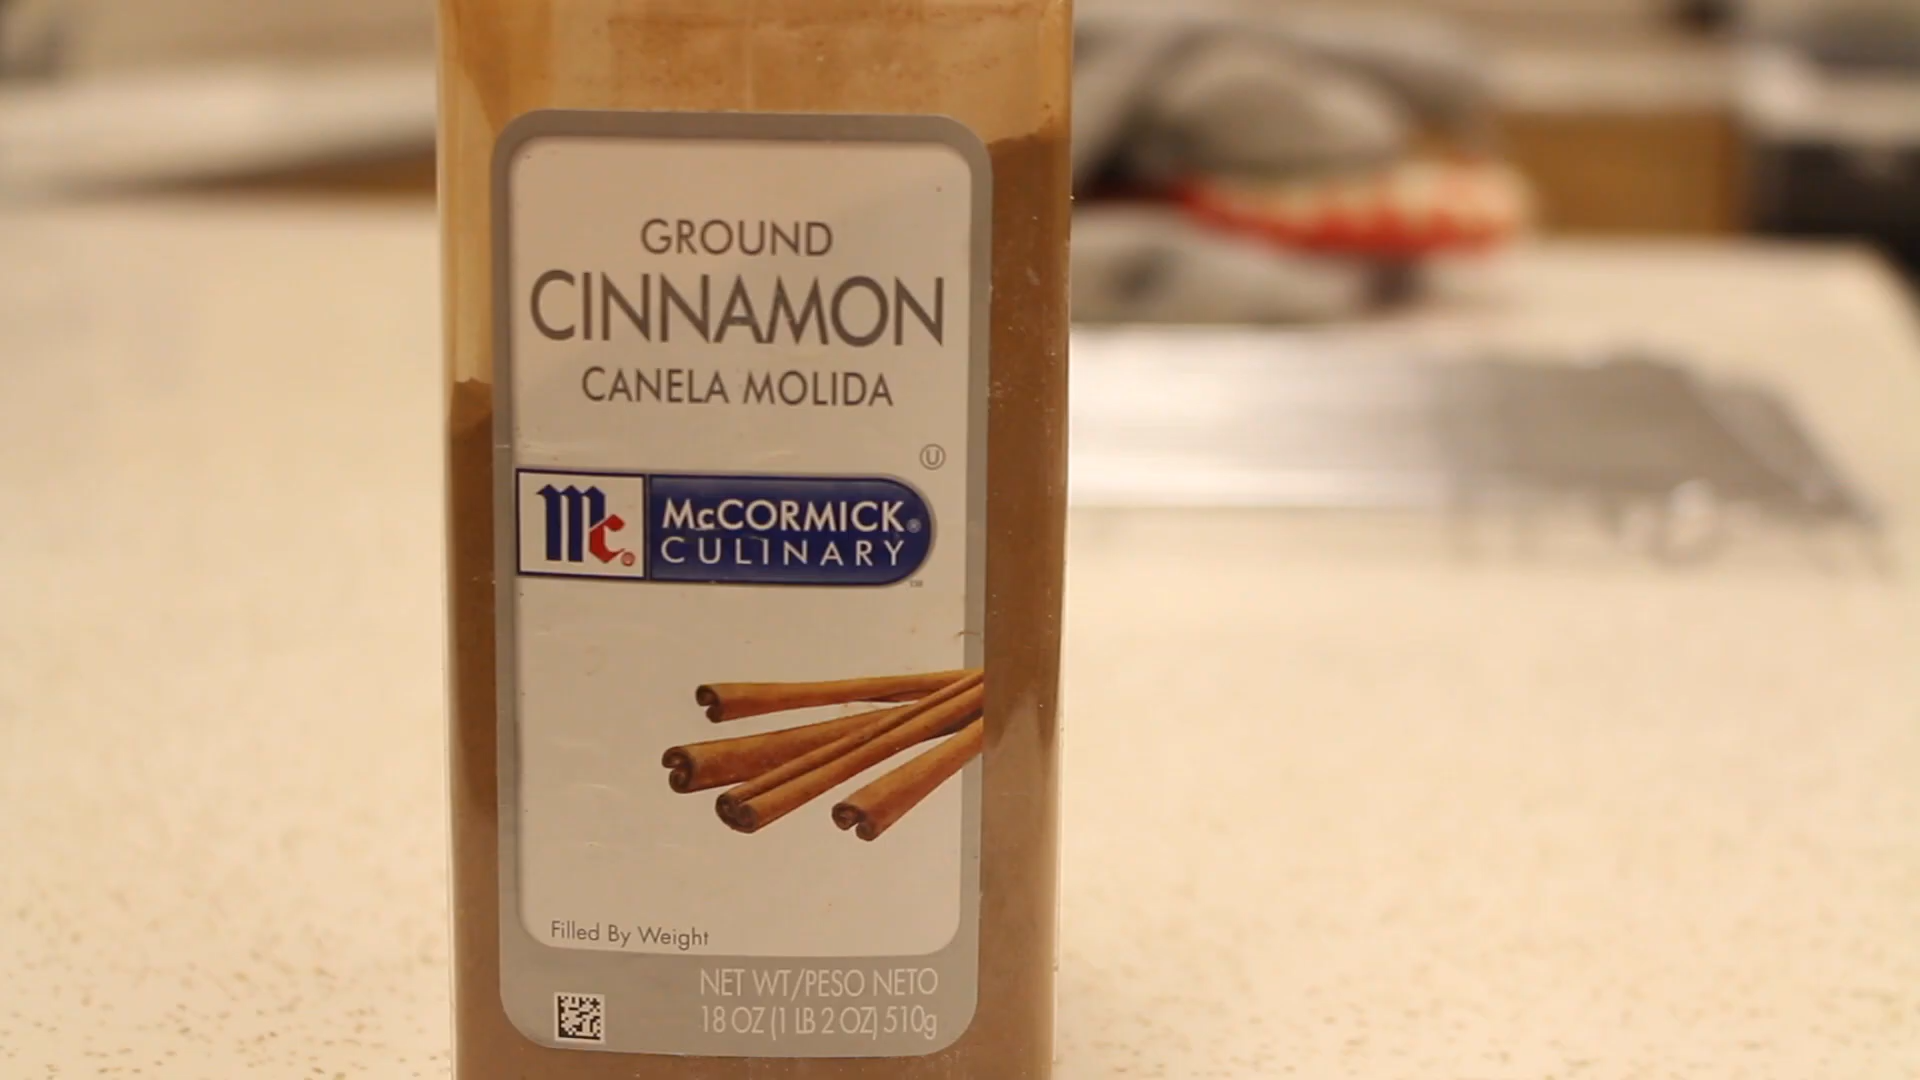 GROUND
CINNAMON
CANELA MOLIDA
U
Mc®
McCORMICK®
CULINARY™
Filled By Weight
NET WT/PESO NETO
18 OZ (1 LB 2 OZ) 510g